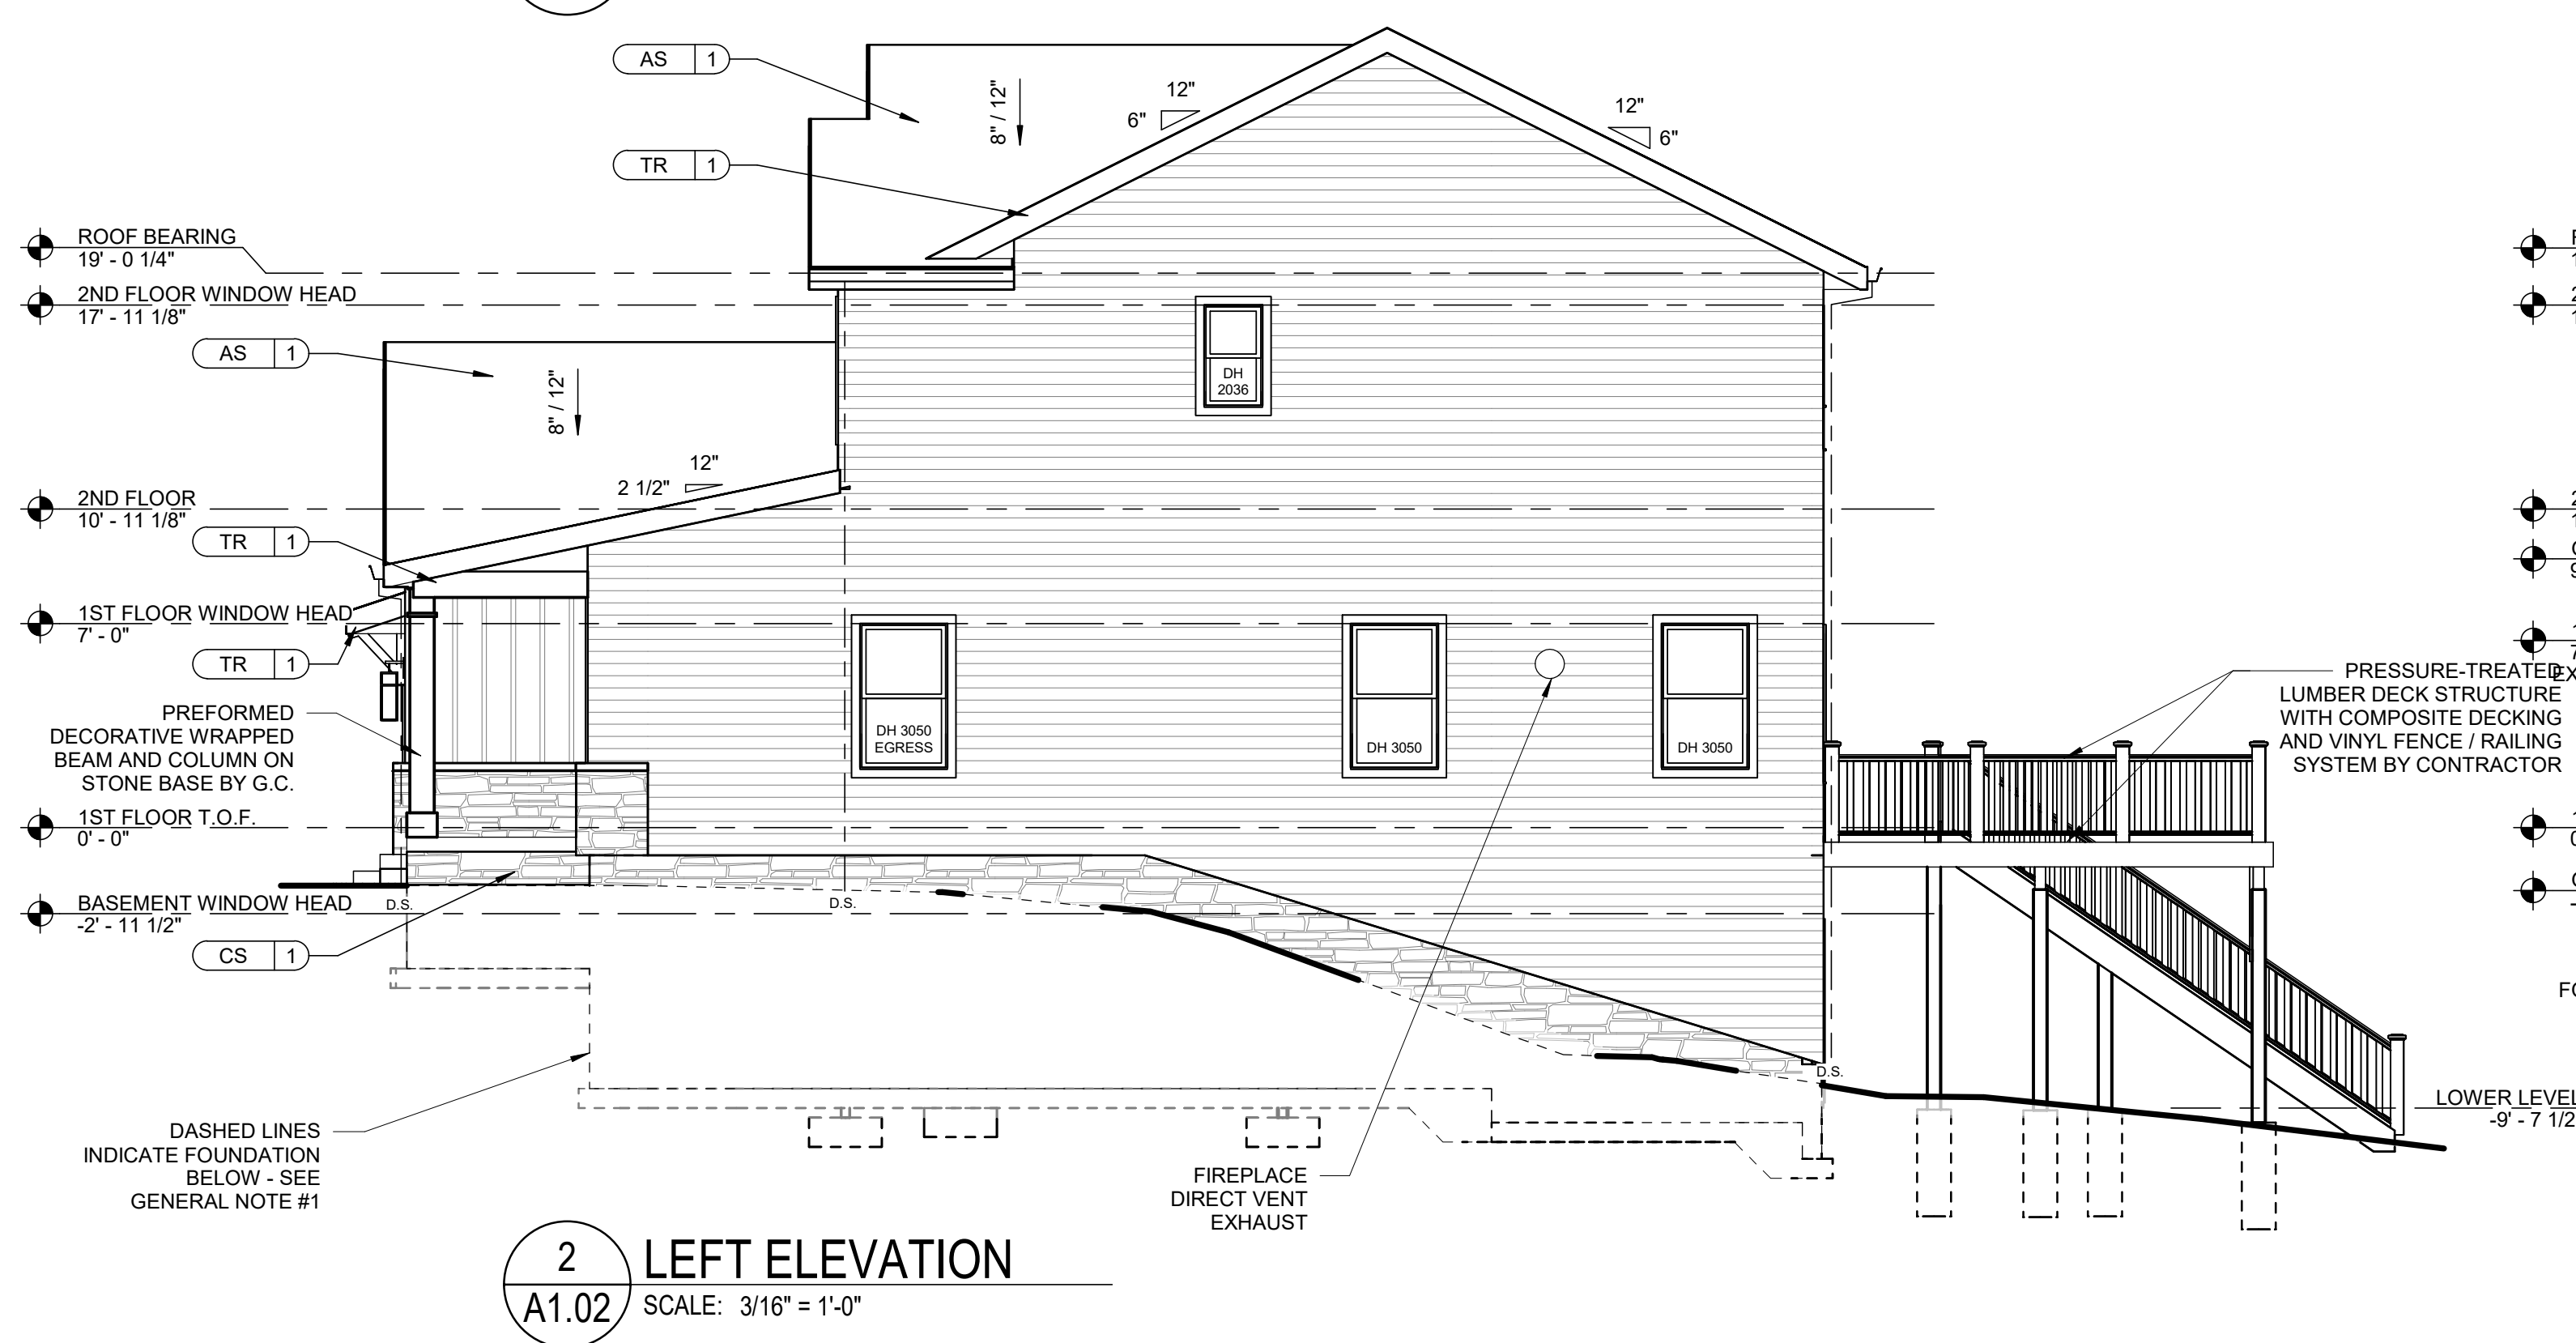 AS 1
12"
8" / 12"
6"
12"
6"
TR 1
ROOF BEARING
19' - 0 1/4"
2ND FLOOR WINDOW HEAD
17' - 11 1/8"
AS 1
8" / 12"
DH
2036
12"
2 1/2"
2ND FLOOR
10' - 11 1/8"
TR 1
1ST FLOOR WINDOW HEAD
7' - 0"
TR 1
PREFORMED
DECORATIVE WRAPPED
BEAM AND COLUMN ON
STONE BASE BY G.C.
DH 3050
EGRESS
DH 3050
DH 3050
PRESSURE-TREATED
LUMBER DECK STRUCTURE
WITH COMPOSITE DECKING
AND VINYL FENCE / RAILING
SYSTEM BY CONTRACTOR
1ST FLOOR T.O.F.
0' - 0"
BASEMENT WINDOW HEAD
-2' - 11 1/2"
D.S.
D.S.
CS 1
D.S.
LOWER LEVEL
-9' - 7 1/2
DASHED LINES
INDICATE FOUNDATION
BELOW - SEE
GENERAL NOTE #1
FIREPLACE
DIRECT VENT
EXHAUST
2
A1.02
LEFT ELEVATION
SCALE: 3/16" = 1'-0"